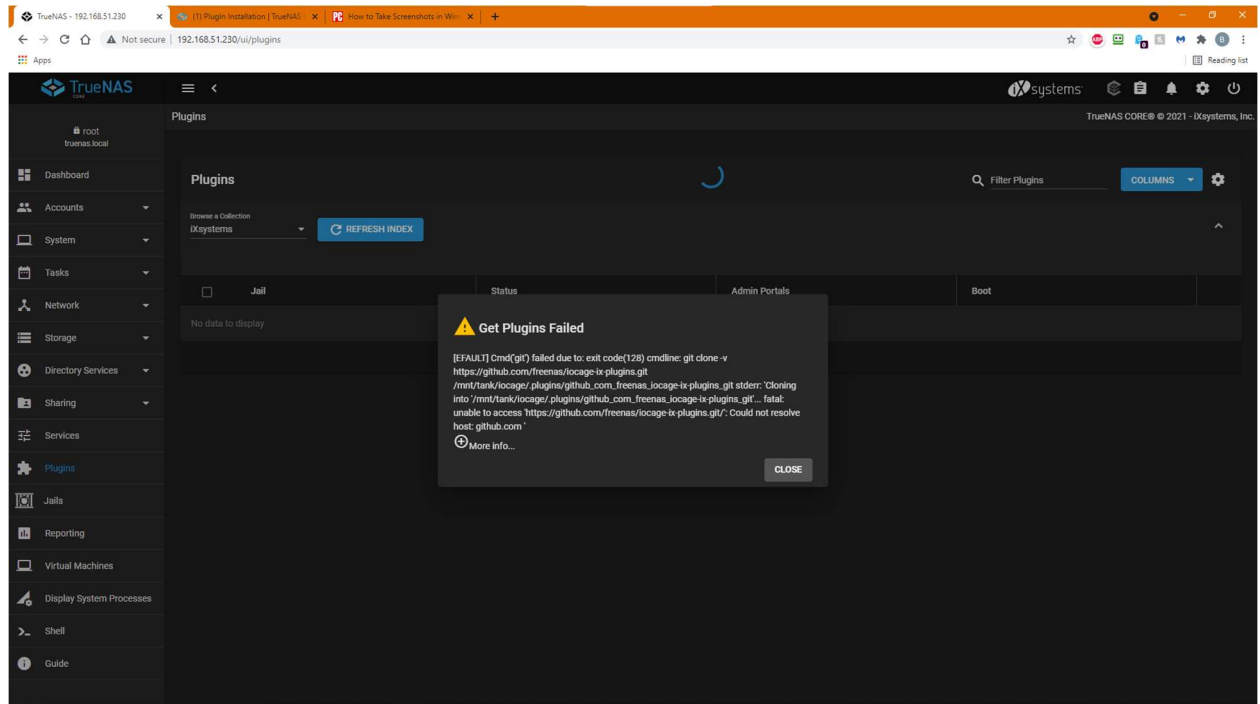 TrueNAS - 192.168.51.230
(1) Plugin Installation | TrueNAS
How to Take Screenshots in Win
Not secure | 192.168.51.230/ui/plugins
Apps
Reading list
TrueNAS
CORE
systems
root
truenas.local
Plugins
TrueNAS CORE® © 2021 - iXsystems, Inc.
Dashboard
Accounts
System
Tasks
Network
Storage
Directory Services
Sharing
Services
Plugins
Jails
Reporting
Virtual Machines
Display System Processes
Shell
Guide
Plugins
Filter Plugins
COLUMNS
Browse a Collection
iXsystems
REFRESH INDEX
Jail
Status
Admin Portals
Boot
No data to display
Get Plugins Failed
[EFAULT] Cmd('git') failed due to: exit code(128) cmdline: git clone -v
https://github.com/freenas/iocage-ix-plugins.git
/mnt/tank/iocage/.plugins/github_com_freenas_iocage-ix-plugins_git stderr: 'Cloning
into '/mnt/tank/iocage/.plugins/github_com_freenas_iocage-ix-plugins_git'... fatal:
unable to access 'https://github.com/freenas/iocage-ix-plugins.git/': Could not resolve
host: github.com '
More info...
CLOSE